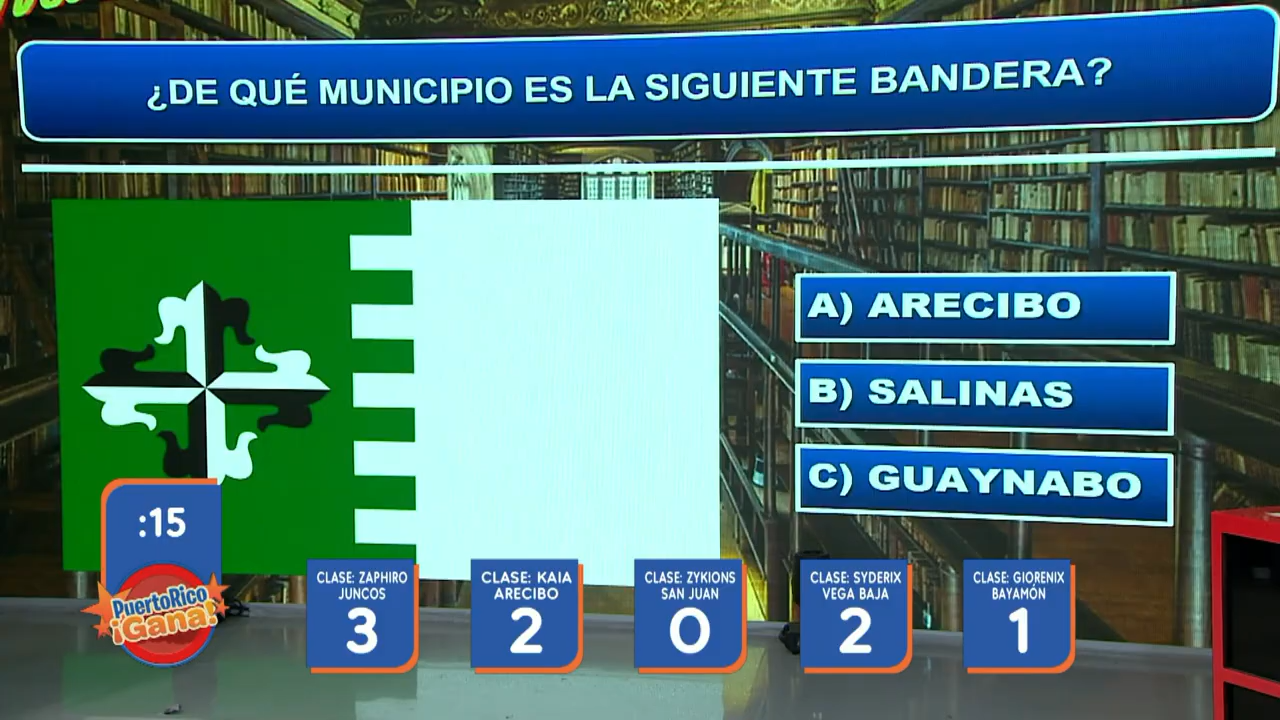 ¿DE QUÉ MUNICIPIO ES LA SIGUIENTE BANDERA?
A) ARECIBO
B) SALINAS
C) GUAYNABO
:15
PuertoRico
¡Gana!
CLASE: ZAPHIRO
JUNCOS
3
CLASE: KAIA
ARECIBO
2
CLASE: ZYKIONS
SAN JUAN
0
CLASE: SYDERIX
VEGA BAJA
2
CLASE: GIORENIX
BAYAMÓN
1